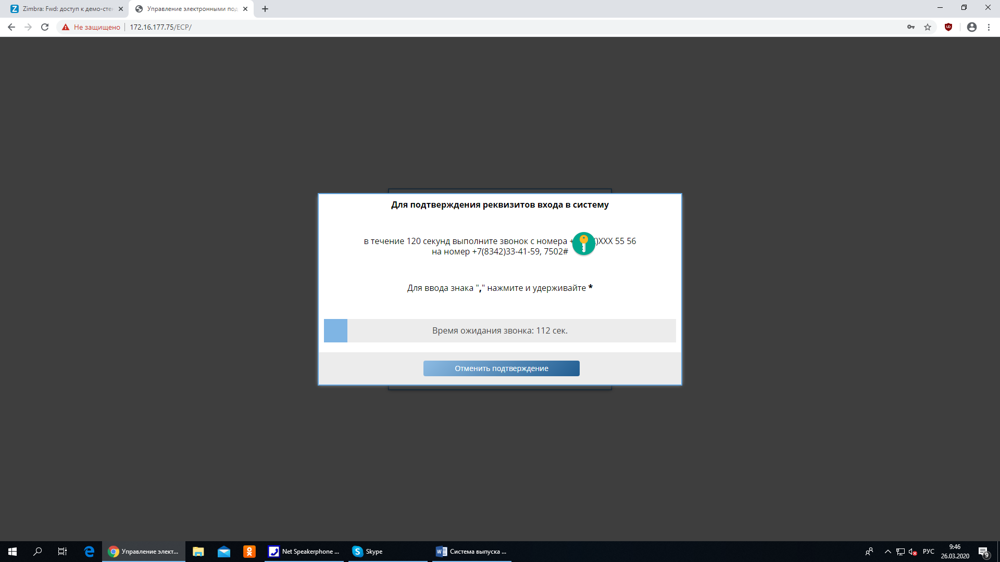 Zimbra: Fwd: доступ к демо-сте
Управление электронными под
Не защищено
172.16.177.75/ECP/
Для подтверждения реквизитов входа в систему
в течение 120 секунд выполните звонок с номера + )XXX 55 56
на номер +7(8342)33-41-59, 7502#
Для ввода знака "," нажмите и удерживайте *
Время ожидания звонка: 112 сек.
Отменить подтверждение
Управление элект...
Net Speakerphone ...
Skype
Система выпуска ...
РУС
9:46
26.03.2020
9